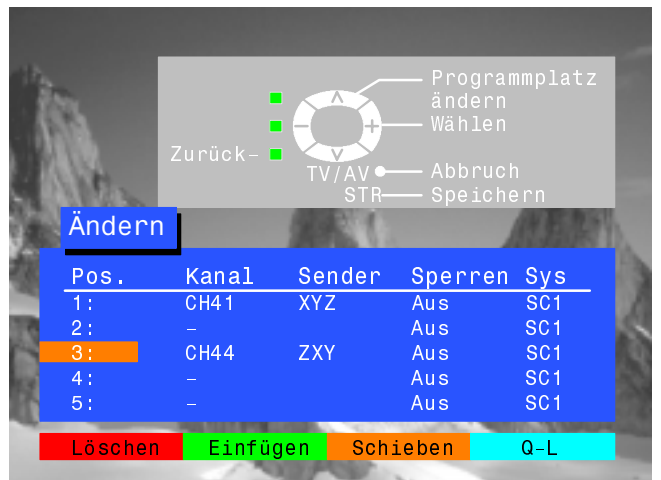 Programmplatz
ändern
Wählen
Zurück-
TV/AV Abbruch
STR Speichern
Ändern
Pos. Kanal Sender Sperren Sys
1: CH41 XYZ Aus SC1
2: - Aus SC1
3: CH44 ZXY Aus SC1
4: - Aus SC1
5: - Aus SC1
Löschen Einfügen Schieben Q-L